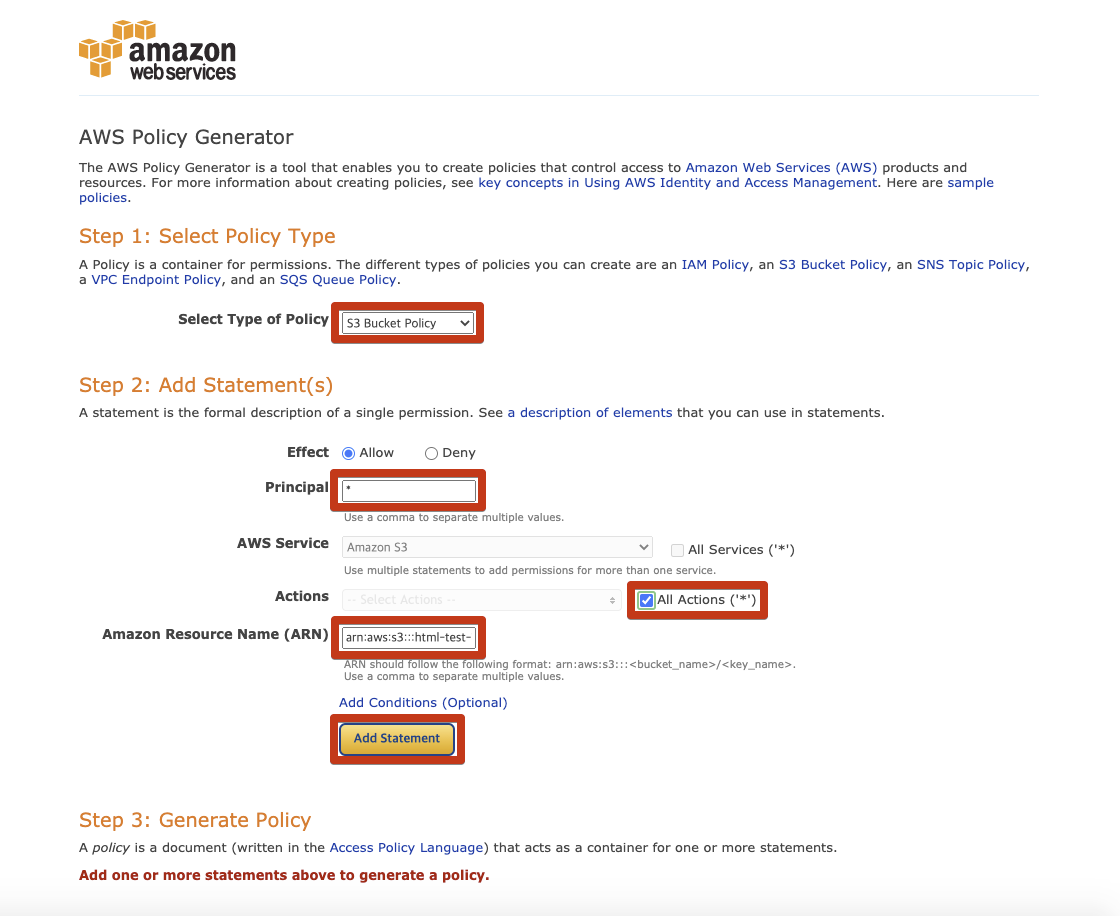 amazon
webservices
AWS Policy Generator
The AWS Policy Generator is a tool that enables you to create policies that control access to Amazon Web Services (AWS) products and
resources. For more information about creating policies, see key concepts in Using AWS Identity and Access Management. Here are sample
policies.
Step 1: Select Policy Type
A Policy is a container for permissions. The different types of policies you can create are an IAM Policy, an S3 Bucket Policy, an SNS Topic Policy,
a VPC Endpoint Policy, and an SQS Queue Policy.
Select Type of Policy S3 Bucket Policy
Step 2: Add Statement(s)
A statement is the formal description of a single permission. See a description of elements that you can use in statements.
Effect Allow Deny
Principal *
Use a comma to separate multiple values.
AWS Service Amazon S3 All Services ('*')
Use multiple statements to add permissions for more than one service.
Actions -- Select Actions -- All Actions ('*')
Amazon Resource Name (ARN) arn:aws:s3:::html-test-
ARN should follow the following format: arn:aws:s3:::<bucket_name>/<key_name>.
Use a comma to separate multiple values.
Add Conditions (Optional)
Add Statement
Step 3: Generate Policy
A policy is a document (written in the Access Policy Language) that acts as a container for one or more statements.
Add one or more statements above to generate a policy.